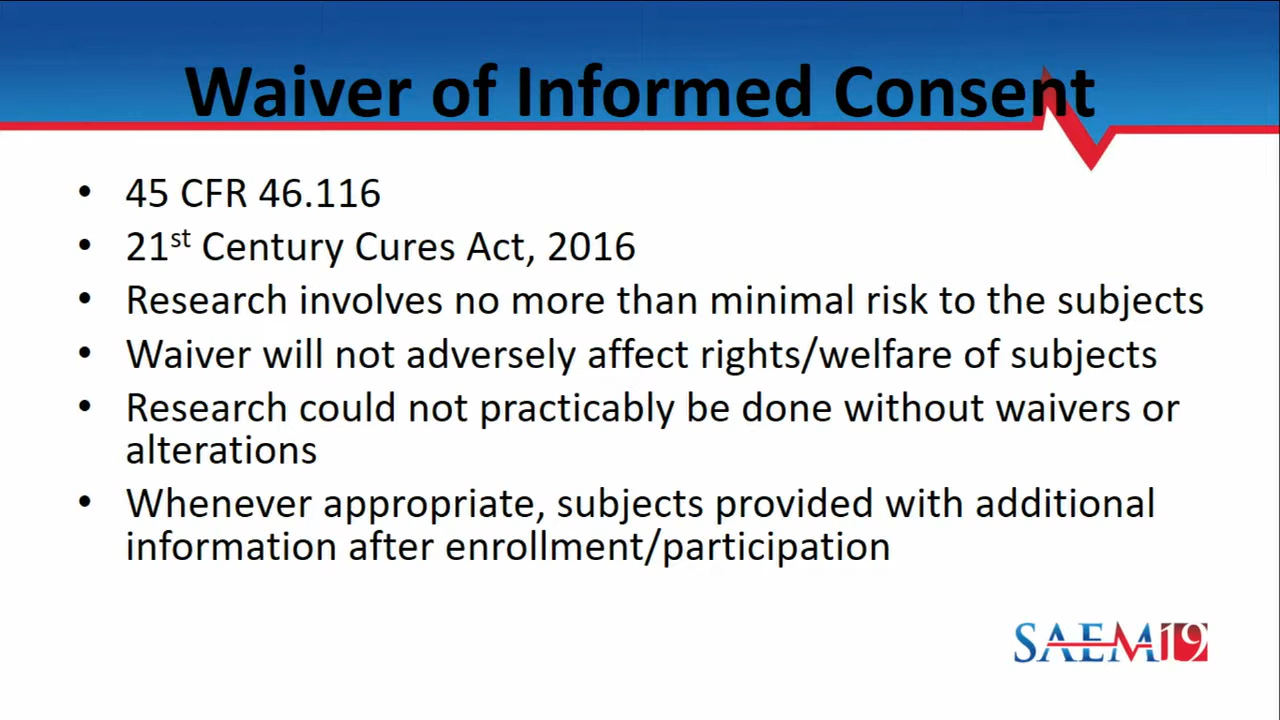 Waiver of Informed Consent
• 45 CFR 46.116
• 21st Century Cures Act, 2016
• Research involves no more than minimal risk to the subjects
• Waiver will not adversely affect rights/welfare of subjects
• Research could not practicably be done without waivers or
alterations
• Whenever appropriate, subjects provided with additional
information after enrollment/participation
SAEM19